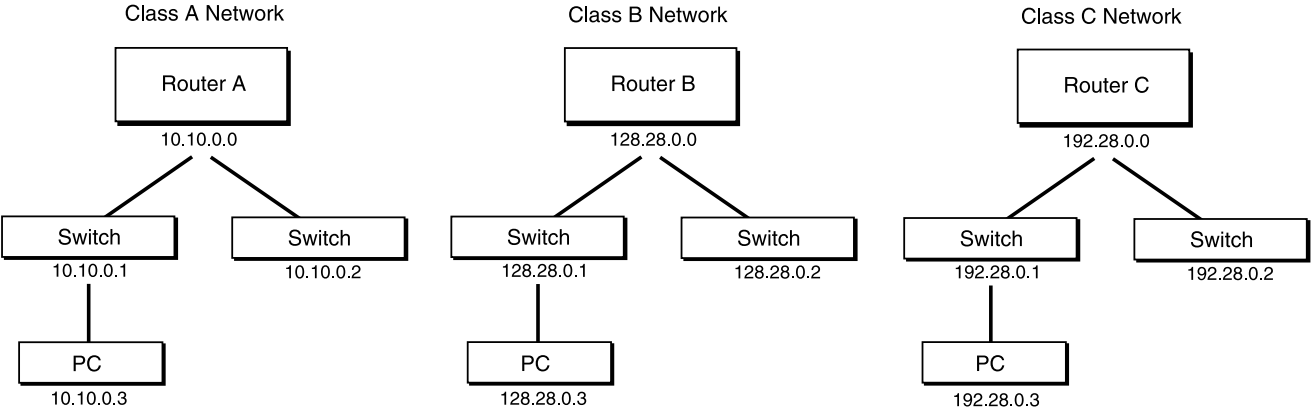 Class A Network
Class B Network
Class C Network
Router A
Router B
Router C
10.10.0.0
128.28.0.0
192.28.0.0
Switch
Switch
Switch
Switch
Switch
Switch
10.10.0.1
10.10.0.2
128.28.0.1
128.28.0.2
192.28.0.1
192.28.0.2
PC
PC
PC
10.10.0.3
128.28.0.3
192.28.0.3